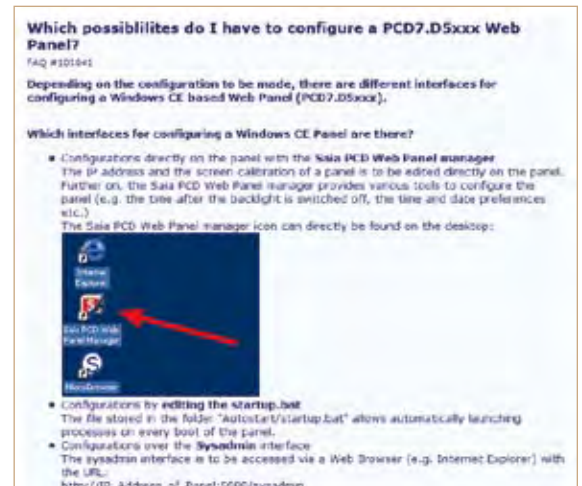 Which possiblilites do I have to configure a PCD7.D5xxx Web
Panel?
FAQ #101641
Depending on the configuration to be mode, there are different interfaces for
configuring a Windows CE based Web Panel (PCD7.D5xxx).
Which interfaces for configuring a Windows CE Panel are there?
Configurations directly on the panel with the Saia PCD Web Panel manager
The IP address and the screen calibration of a panel is to be edited directly on the panel.
Further on, the Saia PCD Web Panel manager provides various tools to configure the
panel (e.g. the time after the backlight is switched off, the time and date preferences
etc.)
The Saia PCD Web Panel manager icon can directly be found on the desktop:
Internet
Explorer
Saia PCD Web
Panel Manager
MicroBrowser
Configurations by editing the startup.bat
The file stored in the folder "Autostart/startup.bat" allows automatically launching
processes on every boot of the panel.
Configurations over the Sysadmin interface
The sysadmin interface is to be accessed via a Web Browser (e.g. Internet Explorer) with
the URL: